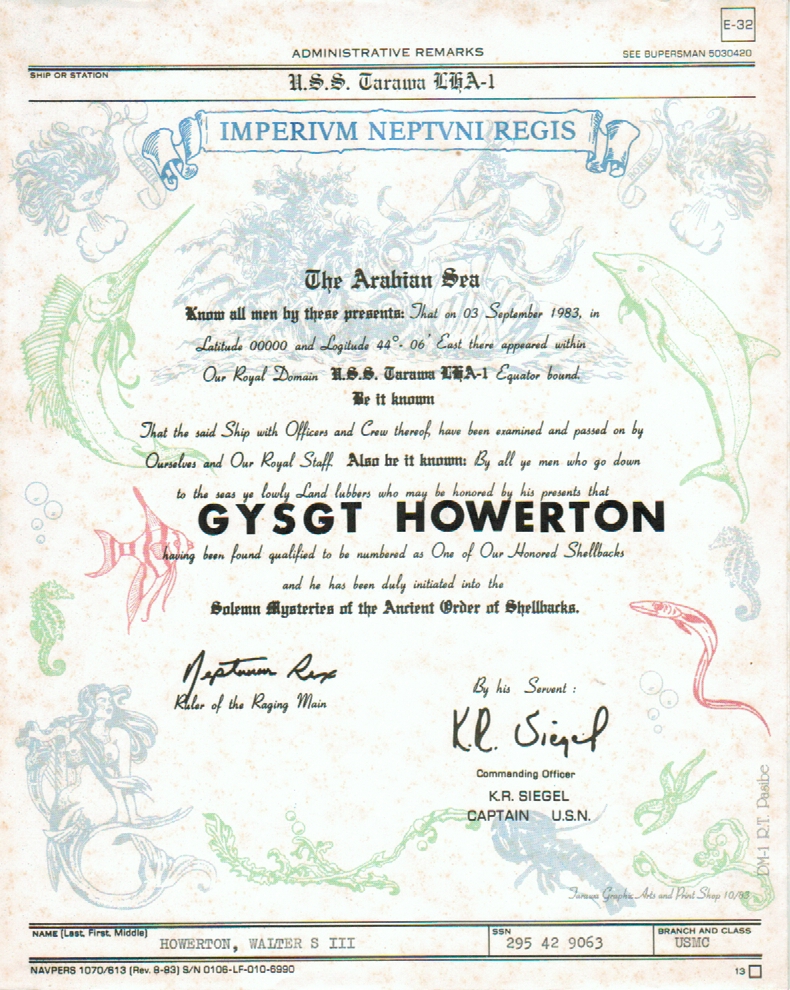 E-32
ADMINISTRATIVE REMARKS
SEE BUPERSMAN 5030420
SHIP OR STATION
U.S.S. Tarawa LHA-1
IMPERIVM NEPTVNI REGIS
The Arabian Sea
Know all men by these presents: That on 03 September 1983, in
Latitude 00000 and Logitude 44°- 06' East there appeared within
Our Royal Domain U.S.S. Tarawa LHA-1 Equator bound.
Be it known
That the said Ship with Officers and Crew thereof, have been examined and passed on by
Ourselves and Our Royal Staff. Also be it known: By all ye men who go down
to the seas ye lowly Land lubbers who may be honored by his presents that
GYSGT HOWERTON
having been found qualified to be numbered as One of Our Honored Shellbacks
and he has been duly initiated into the
Solemn Mysteries of the Ancient Order of Shellbacks.
Neptunus Rex
Ruler of the Raging Main
By his Servent :
K.R. Siegel
Commanding Officer
K.R. SIEGEL
CAPTAIN U.S.N.
DM-1 R.T. Pasibe
Tarawa Graphic Arts and Print Shop 10/83
NAME (Last, First, Middle)
HOWERTON, WALTER S III
SSN
295 42 9063
BRANCH AND CLASS
USMC
NAVPERS 1070/613 (Rev. 9-83) S/N 0106-LF-010-6990
13